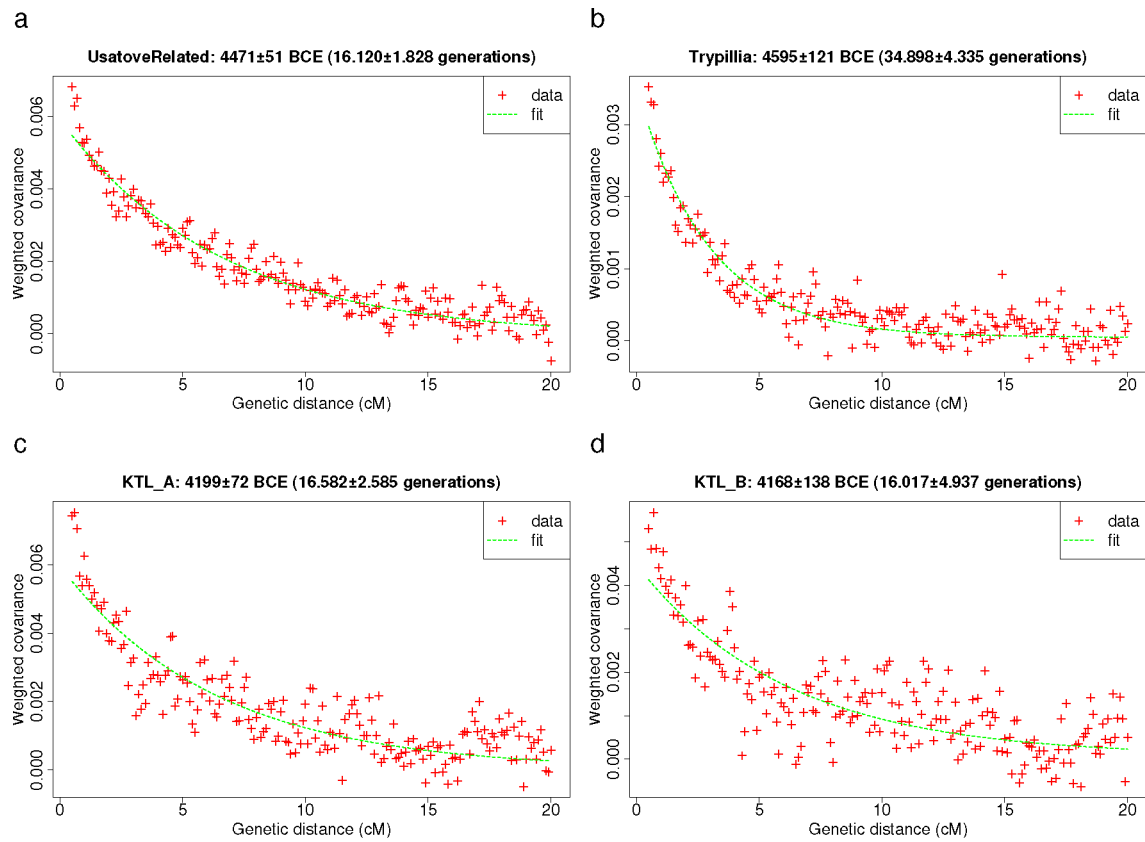 a
UsatoveRelated: 4471±51 BCE (16.120±1.828 generations)
data
fit
Weighted covariance
0.000
0.002
0.004
0.006
0
5
10
15
20
Genetic distance (cM)
b
Trypillia: 4595±121 BCE (34.898±4.335 generations)
data
fit
Weighted covariance
0.000
0.001
0.002
0.003
0
5
10
15
20
Genetic distance (cM)
c
KTL_A: 4199±72 BCE (16.582±2.585 generations)
data
fit
Weighted covariance
0.000
0.002
0.004
0.006
0
5
10
15
20
Genetic distance (cM)
d
KTL_B: 4168±138 BCE (16.017±4.937 generations)
data
fit
Weighted covariance
0.000
0.002
0.004
0
5
10
15
20
Genetic distance (cM)